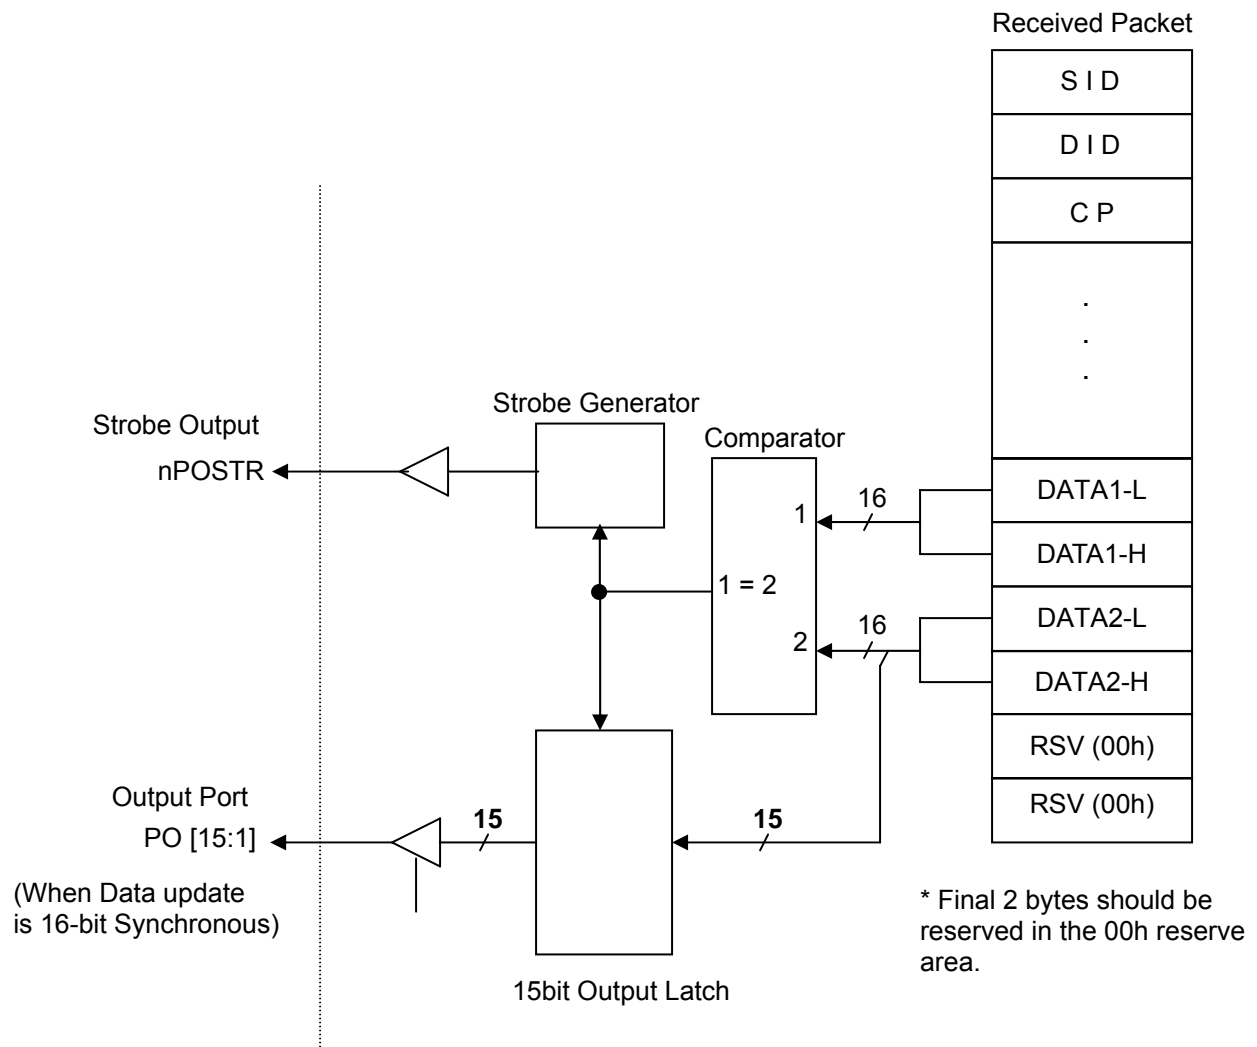 Received Packet
S I D
D I D
C P
.
.
.
Strobe Generator
Strobe Output
nPOSTR
Comparator
1
16
DATA1-L
DATA1-H
1 = 2
2
16
DATA2-L
DATA2-H
RSV (00h)
RSV (00h)
Output Port
PO [15:1]
15
15
(When Data update
is 16-bit Synchronous)
* Final 2 bytes should be
reserved in the 00h reserve
area.
15bit Output Latch